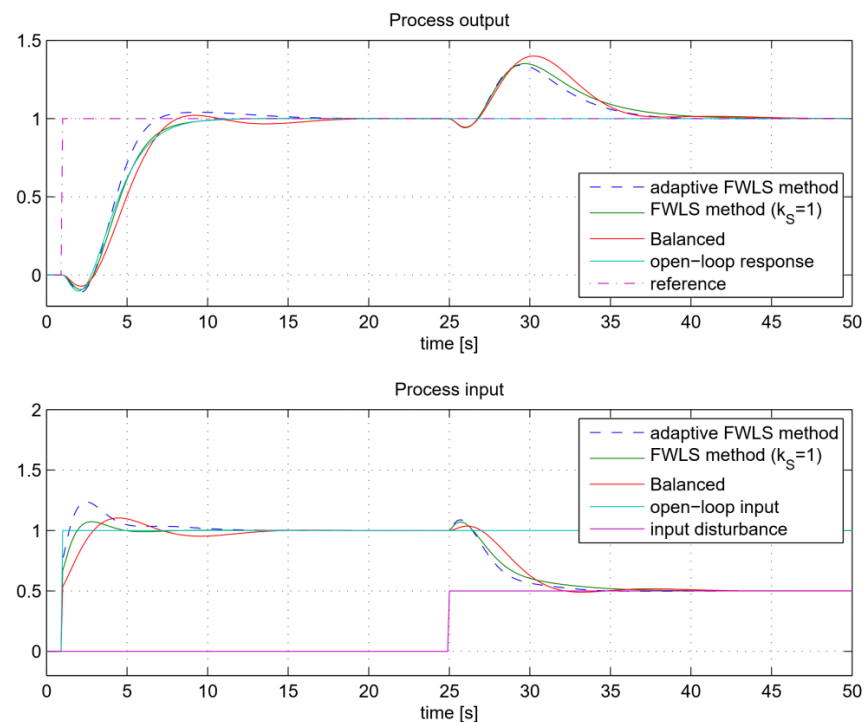 Process output
1.5
1
0.5
0
adaptive FWLS method
FWLS method (kS=1)
Balanced
open-loop response
reference
0 5 10 15 20 25 30 35 40 45 50
time [s]
Process input
2
1.5
1
0.5
0
adaptive FWLS method
FWLS method (kS=1)
Balanced
open-loop input
input disturbance
0 5 10 15 20 25 30 35 40 45 50
time [s]